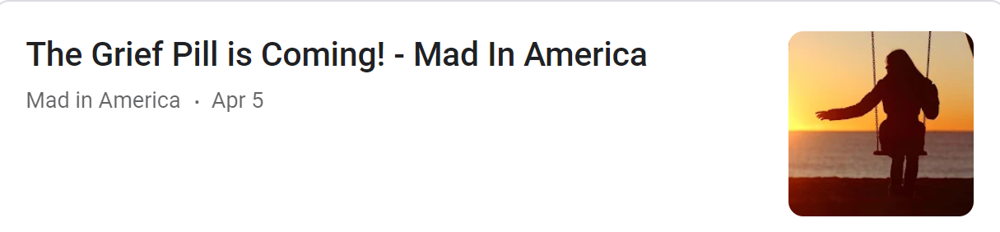 The Grief Pill is Coming! - Mad In America
Mad in America · Apr 5